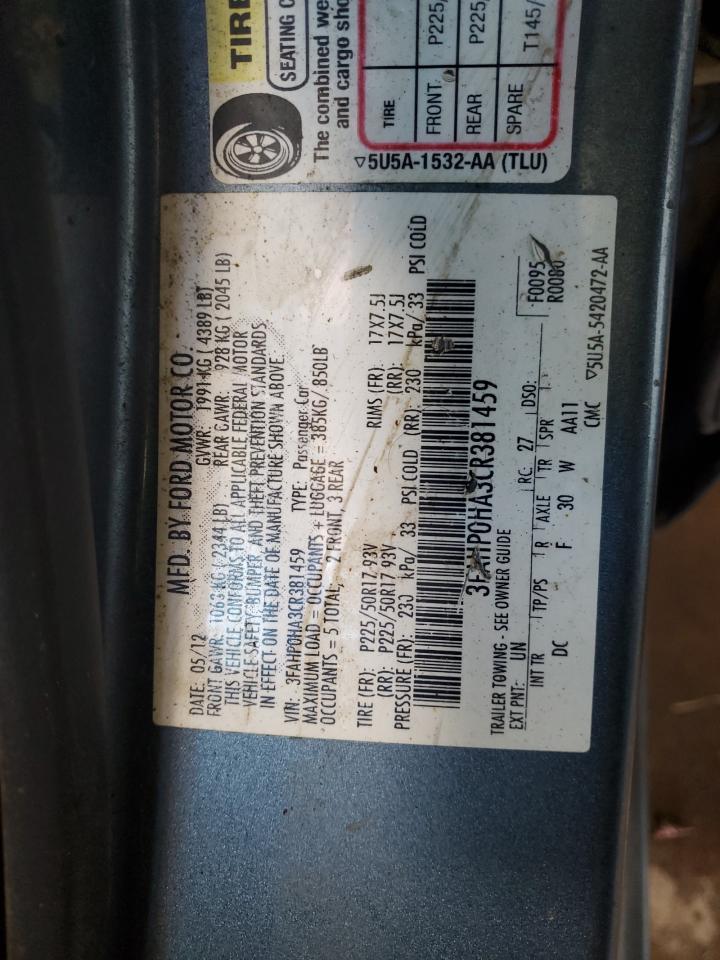 TIRE
SEATING C
The combined we
and cargo sho
TIRE
FRONT P225/
REAR P225/
SPARE T145/
5U5A-1532-AA (TLU)
MFD. BY FORD MOTOR CO.
DATE: 05/12 GVWR: 1991 KG ( 4389 LB)
FRONT GAWR: 1063 KG ( 2344 LB) REAR GAWR: 928 KG ( 2045 LB)
THIS VEHICLE CONFORMS TO ALL APPLICABLE FEDERAL MOTOR
VEHICLE SAFETY, BUMPER, AND THEFT PREVENTION STANDARDS
IN EFFECT ON THE DATE OF MANUFACTURE SHOWN ABOVE.
VIN: 3FAHP0HA3CR381459 TYPE: Passenger Car
MAXIMUM LOAD = OCCUPANTS + LUGGAGE = 385KG/ 850LB
OCCUPANTS = 5 TOTAL, 2 FRONT, 3 REAR
TIRE (FR): P225/50R17 93V RIMS (FR): 17X7.5J
(RR): P225/50R17 93V (RR): 17X7.5J
PRESSURE (FR): 230 kPa/ 33 PSI COLD (RR): 230 kPa/ 33 PSI COLD
3FAHP0HA3CR381459
TRAILER TOWING - SEE OWNER GUIDE F0095
EXT PNT: UN RC: 27 DSO: R0080
INT TR TP/PS R AXLE TR SPR
DC F 30 W AA11
CMC 5U5A-5420472-AA